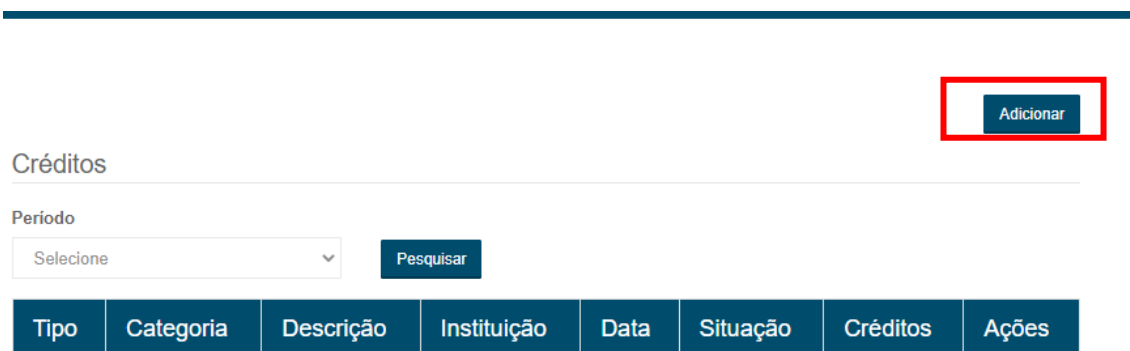 Adicionar
Créditos
Período
Selecione
Pesquisar
Tipo Categoria Descrição Instituição Data Situação Créditos Ações